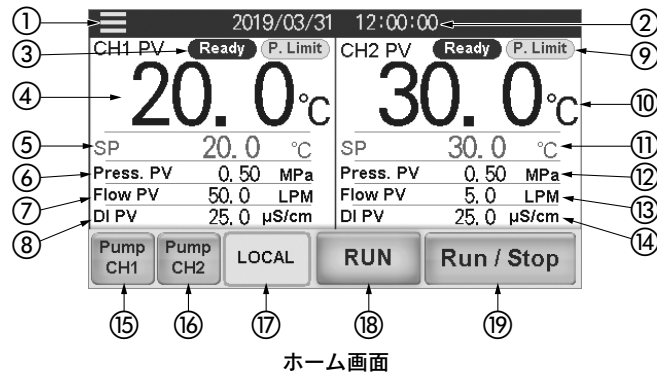 ① 2019/03/31 12:00:00 ②
③ CH1 PV Ready P. Limit CH2 PV Ready P. Limit ⑨
④ 20.0 ℃ 30.0 ℃ ⑩
⑤ SP 20.0 ℃ SP 30.0 ℃ ⑪
⑥ Press. PV 0.50 MPa Press. PV 0.50 MPa ⑫
⑦ Flow PV 50.0 LPM Flow PV 5.0 LPM ⑬
⑧ DI PV 25.0 µS/cm DI PV 25.0 µS/cm ⑭
Pump CH1 Pump CH2 LOCAL RUN Run / Stop
⑮ ⑯ ⑰ ⑱ ⑲
ホーム画面